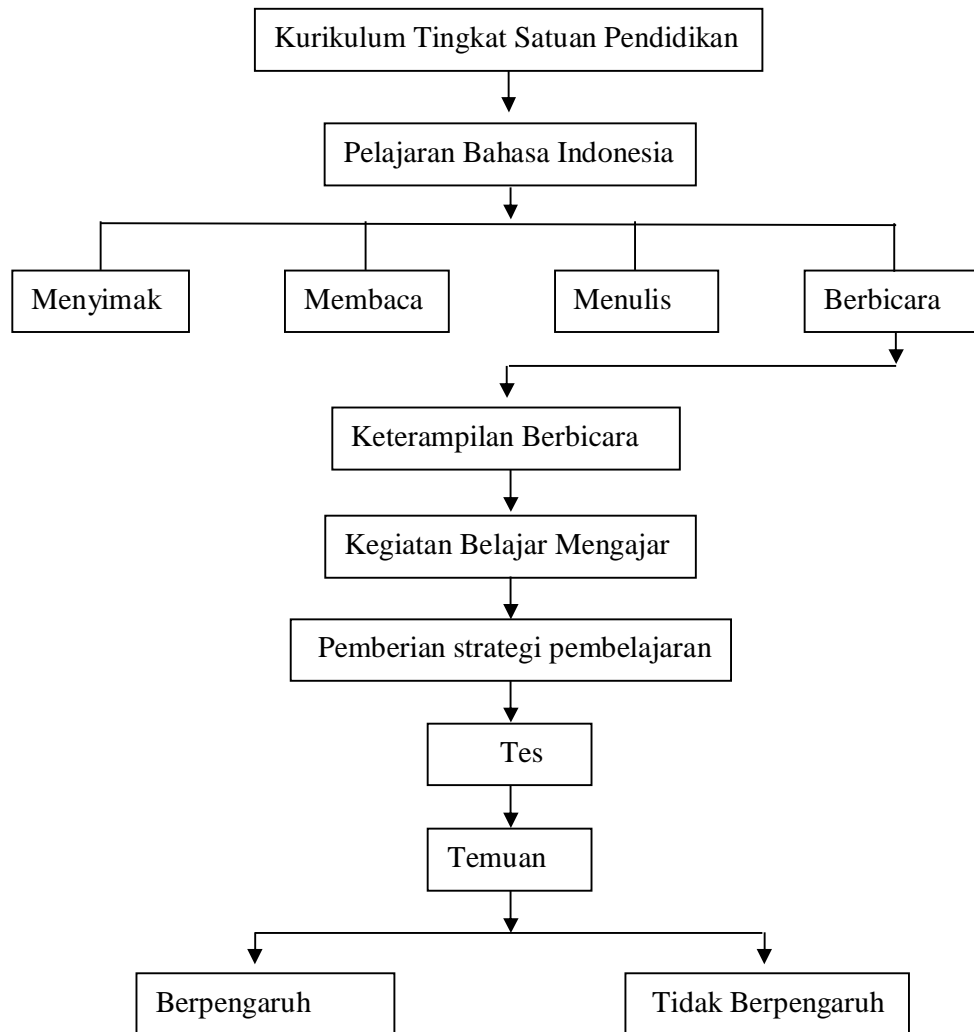 Kurikulum Tingkat Satuan Pendidikan
Pelajaran Bahasa Indonesia
Menyimak
Membaca
Menulis
Berbicara
Keterampilan Berbicara
Kegiatan Belajar Mengajar
Pemberian strategi pembelajaran
Tes
Temuan
Berpengaruh
Tidak Berpengaruh